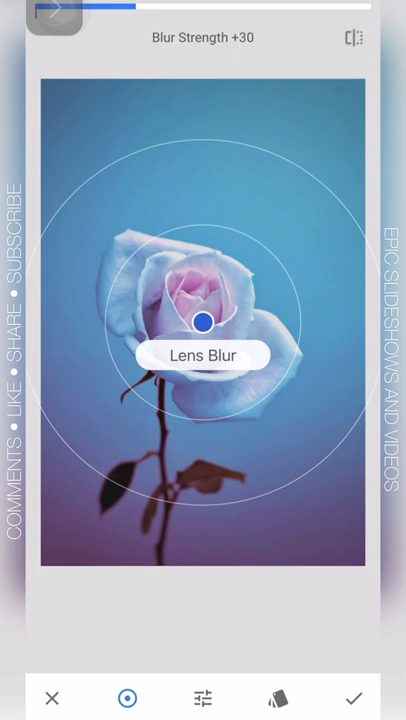 Blur Strength +30
COMMENTS • LIKE • SHARE • SUBSCRIBE
EPIC SLIDESHOWS AND VIDEOS
Lens Blur